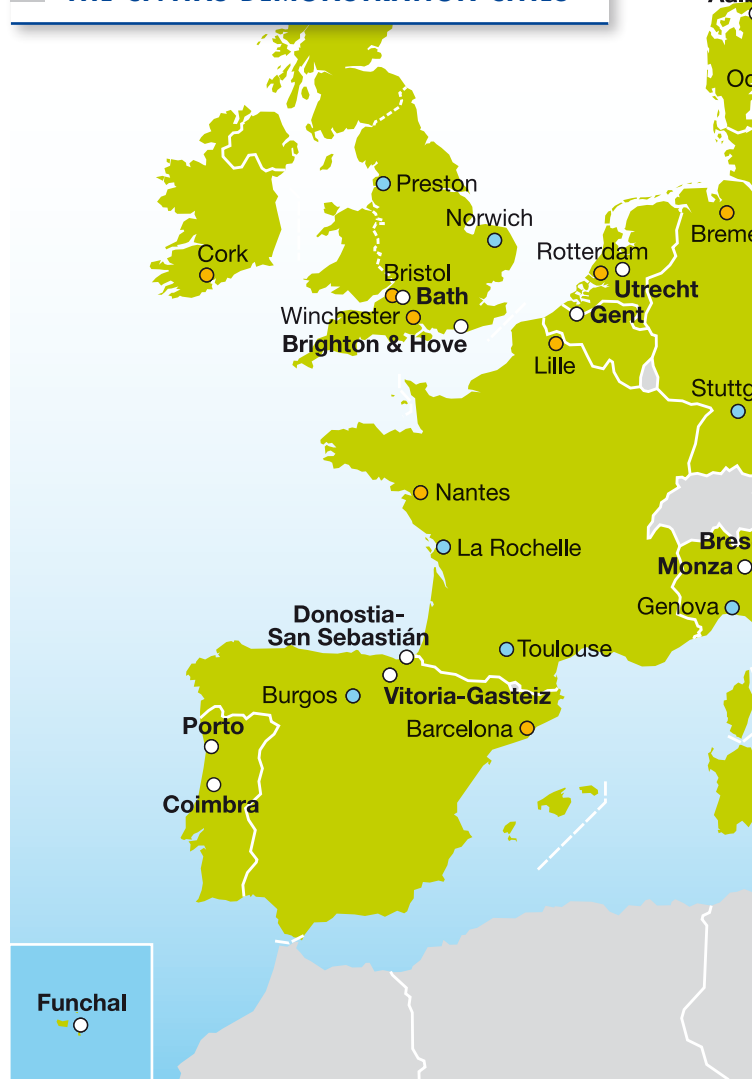 Preston
Norwich
Cork
Rotterdam
Bristol
Bath
Utrecht
Winchester
Gent
Brighton & Hove
Lille
Nantes
La Rochelle
Monza
Genova
Donostia-
San Sebastián
Toulouse
Burgos
Vitoria-Gasteiz
Porto
Barcelona
Coimbra
Funchal